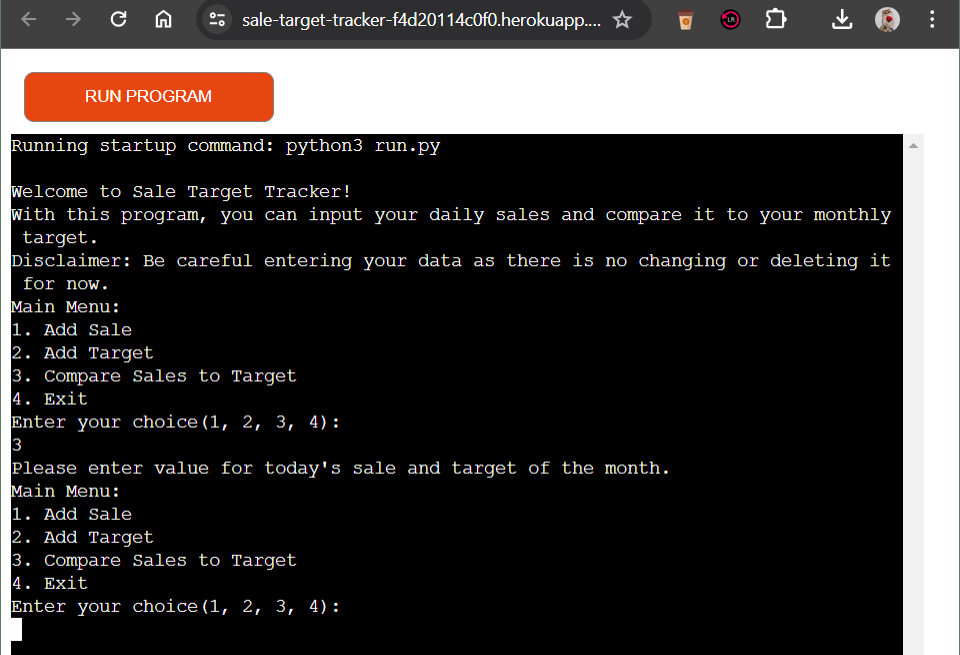 sale-target-tracker-f4d20114c0f0.herokuapp....
RUN PROGRAM
Running startup command: python3 run.py
Welcome to Sale Target Tracker!
With this program, you can input your daily sales and compare it to your monthly
target.
Disclaimer: Be careful entering your data as there is no changing or deleting it
for now.
Main Menu:
1. Add Sale
2. Add Target
3. Compare Sales to Target
4. Exit
Enter your choice(1, 2, 3, 4):
3
Please enter value for today's sale and target of the month.
Main Menu:
1. Add Sale
2. Add Target
3. Compare Sales to Target
4. Exit
Enter your choice(1, 2, 3, 4):